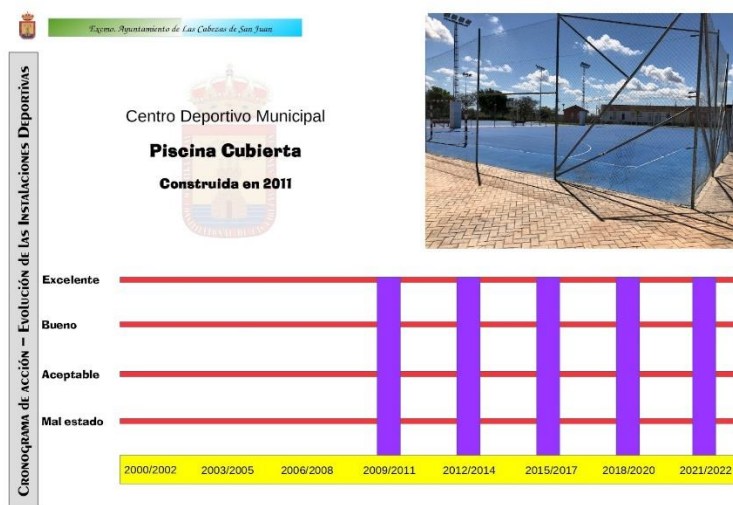 Excmo. Ayuntamiento de Las Cabezas de San Juan
Cronograma de acción – Evolución de las Instalaciones Deportivas
Centro Deportivo Municipal
Piscina Cubierta
Construida en 2011
Excelente
Bueno
Aceptable
Mal estado
2000/2002 2003/2005 2006/2008 2009/2011 2012/2014 2015/2017 2018/2020 2021/2022